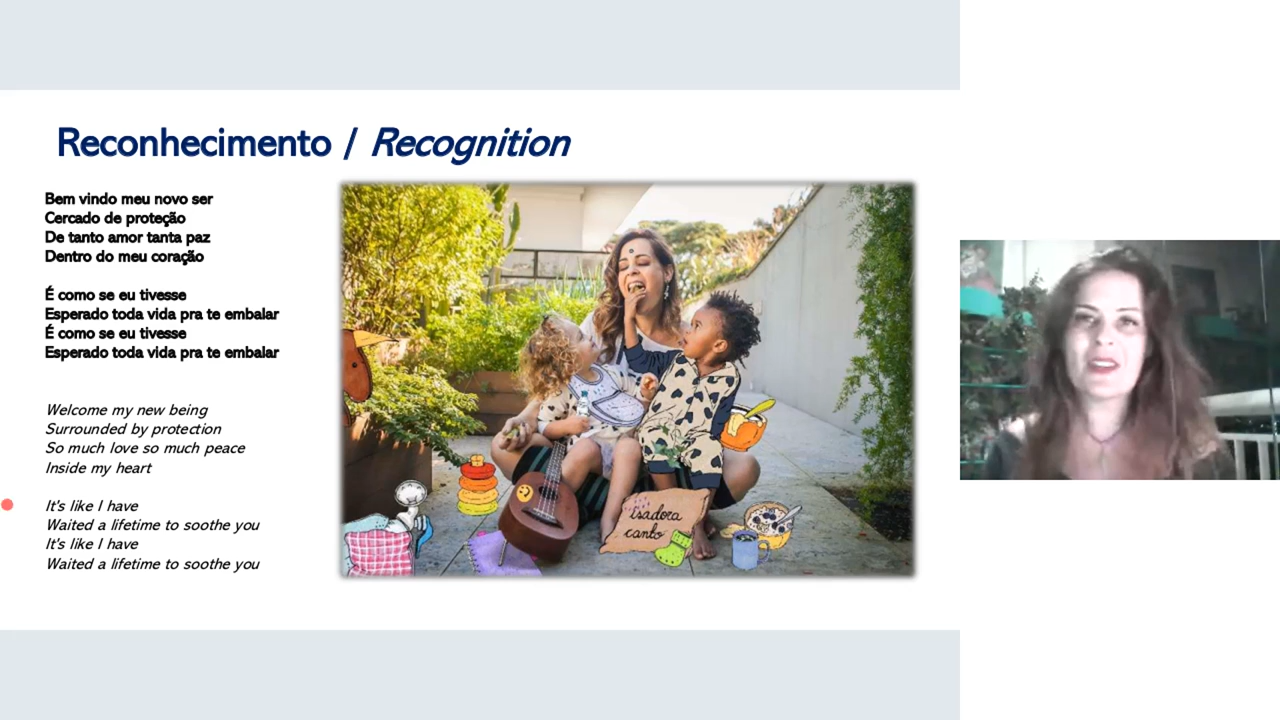 Reconhecimento / Recognition
Bem vindo meu novo ser
Cercado de proteção
De tanto amor tanta paz
Dentro do meu coração
É como se eu tivesse
Esperado toda vida pra te embalar
É como se eu tivesse
Esperado toda vida pra te embalar
Welcome my new being
Surrounded by protection
So much love so much peace
Inside my heart
It's like I have
Waited a lifetime to soothe you
It's like I have
Waited a lifetime to soothe you
isadora
canto